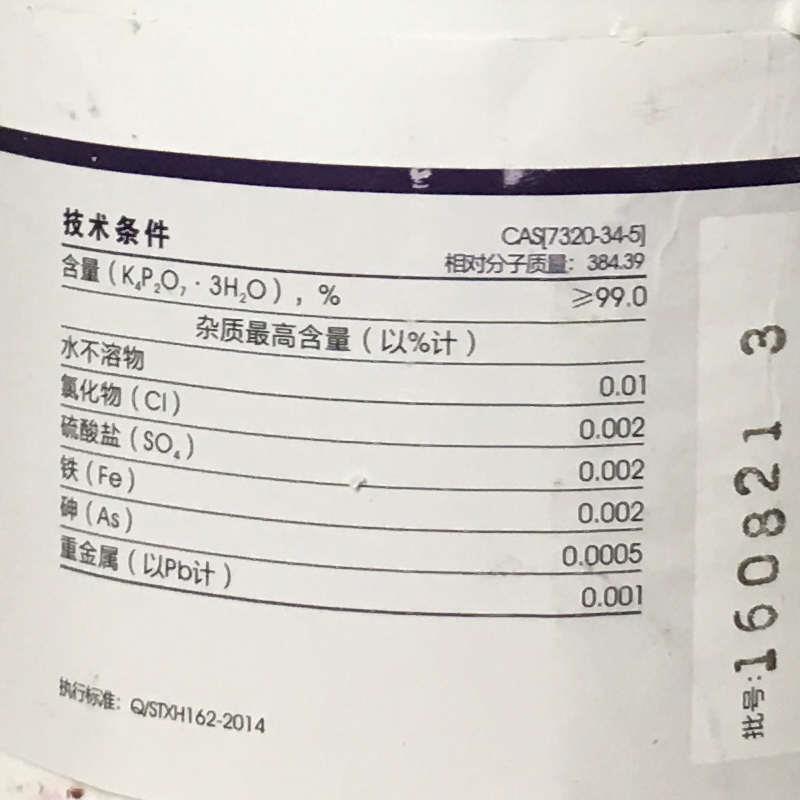 技术条件
CAS[7320-34-5]
相对分子质量：384.39
含量（K₄P₂O₇·3H₂O），% ≥99.0
杂质最高含量（以%计）
水不溶物 0.01
氯化物（Cl） 0.002
硫酸盐（SO₄） 0.002
铁（Fe） 0.002
砷（As） 0.0005
重金属（以Pb计） 0.001
执行标准：Q/STXH162-2014
批号:160821 3